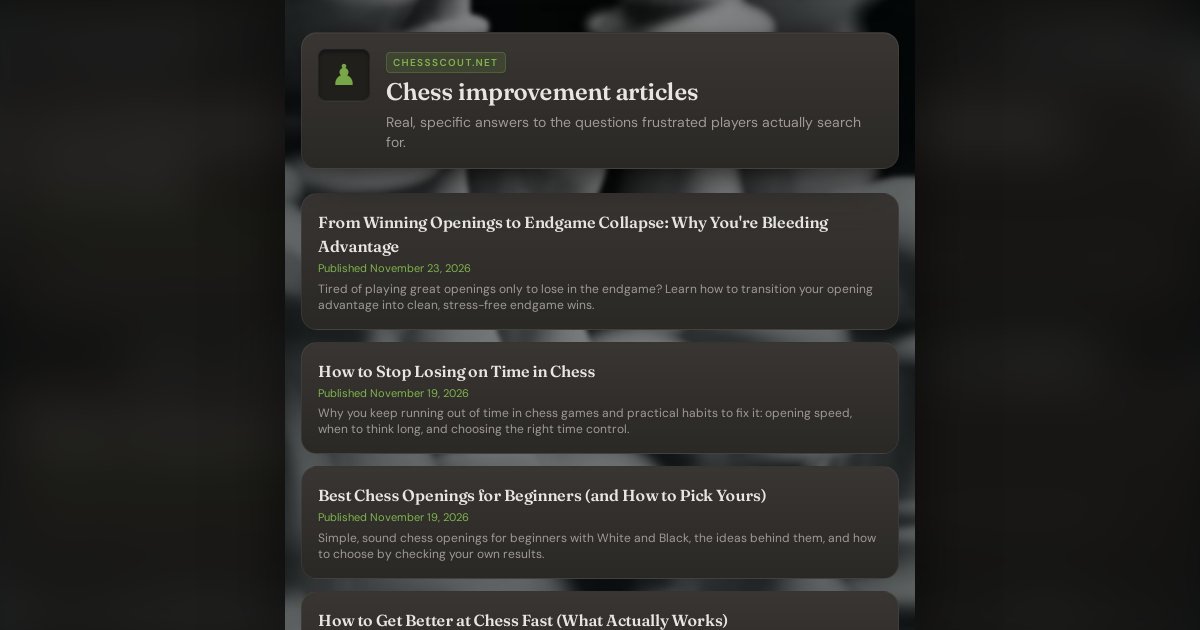 CHESSSCOUT.NET
Chess improvement articles
Real, specific answers to the questions frustrated players actually search
for.
From Winning Openings to Endgame Collapse: Why You're Bleeding
Advantage
Published November 23, 2026
Tired of playing great openings only to lose in the endgame? Learn how to transition your opening
advantage into clean, stress-free endgame wins.
How to Stop Losing on Time in Chess
Published November 19, 2026
Why you keep running out of time in chess games and practical habits to fix it: opening speed,
when to think long, and choosing the right time control.
Best Chess Openings for Beginners (and How to Pick Yours)
Published November 19, 2026
Simple, sound chess openings for beginners with White and Black, the ideas behind them, and how
to choose by checking your own results.
How to Get Better at Chess Fast (What Actually Works)